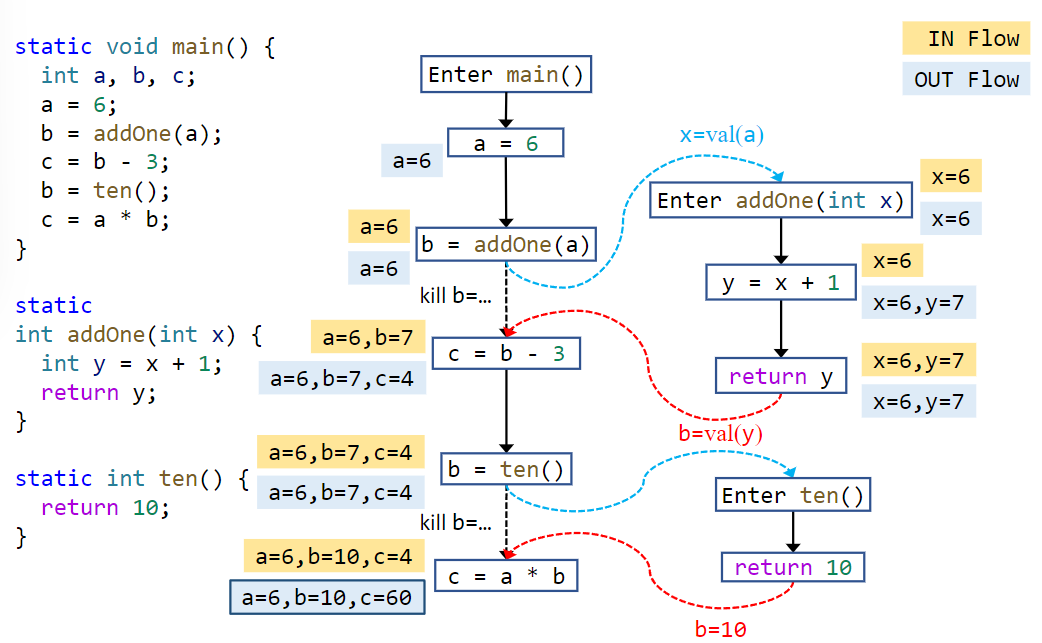 static void main() {
int a, b, c;
a = 6;
b = addOne(a);
c = b - 3;
b = ten();
c = a * b;
}
static
int addOne(int x) {
int y = x + 1;
return y;
}
static int ten() {
return 10;
}
Enter main()
a = 6
a=6
a=6
a=6
b = addOne(a)
kill b=…
a=6,b=7
a=6,b=7,c=4
c = b - 3
a=6,b=7,c=4
a=6,b=7,c=4
b = ten()
kill b=…
a=6,b=10,c=4
a=6,b=10,c=60
c = a * b
IN Flow
OUT Flow
x=val(a)
Enter addOne(int x)
x=6
x=6
y = x + 1
x=6
x=6,y=7
return y
x=6,y=7
x=6,y=7
b=val(y)
Enter ten()
return 10
b=10